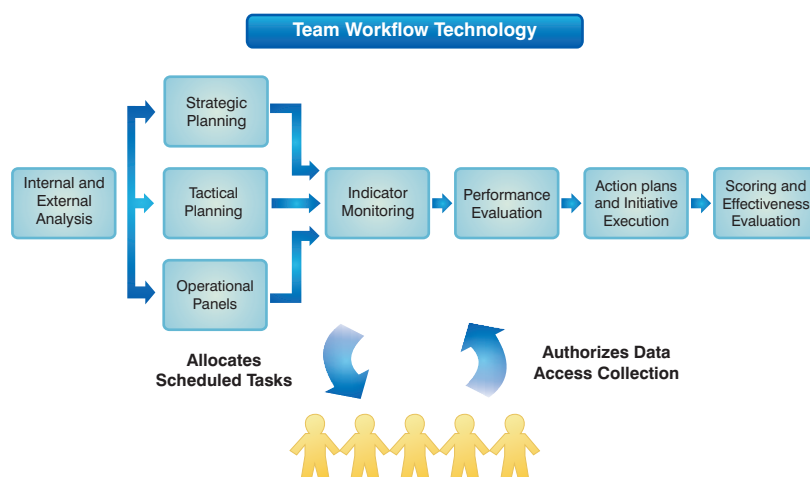 Team Workflow Technology
Internal and
External
Analysis
Strategic
Planning
Tactical
Planning
Operational
Panels
Indicator
Monitoring
Performance
Evaluation
Action plans
and Initiative
Execution
Scoring and
Effectiveness
Evaluation
Allocates
Scheduled Tasks
Authorizes Data
Access Collection